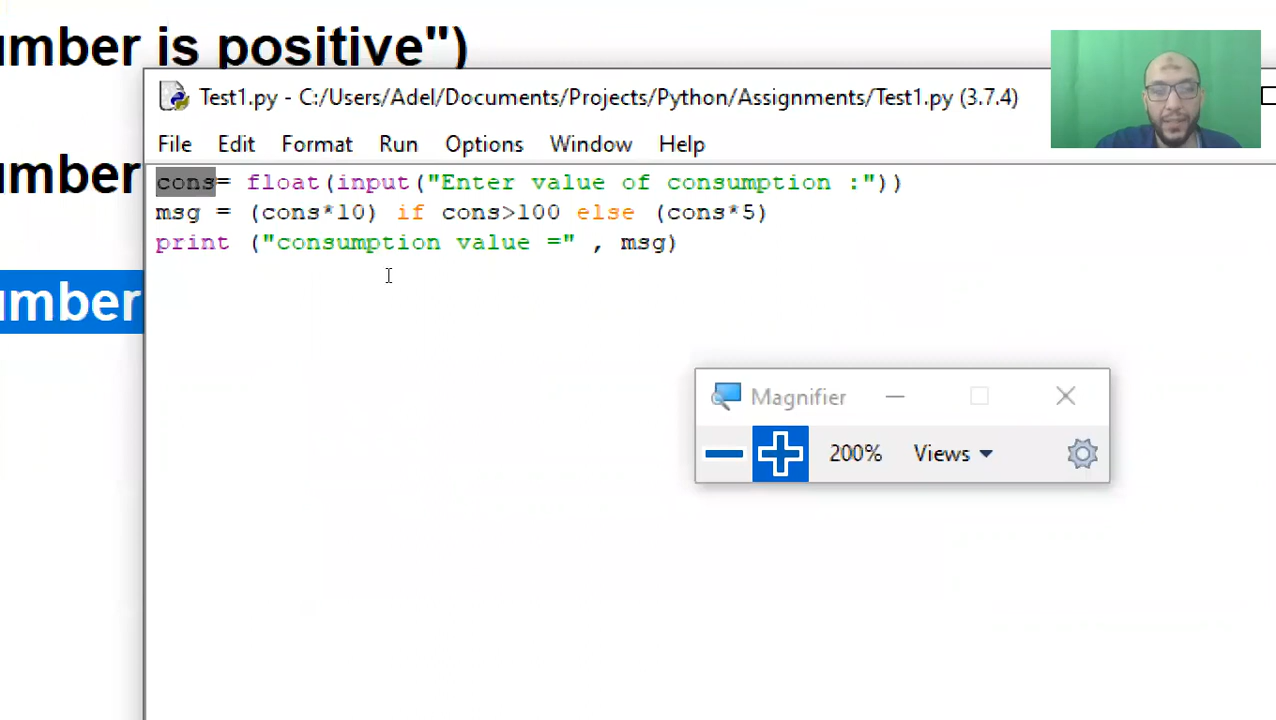 umber is positive")
Test1.py - C:/Users/Adel/Documents/Projects/Python/Assignments/Test1.py (3.7.4)
File Edit Format Run Options Window Help
umber
cons= float(input("Enter value of consumption :"))
msg = (cons*10) if cons>100 else (cons*5)
print ("consumption value =" , msg)
umber
Magnifier
200% Views